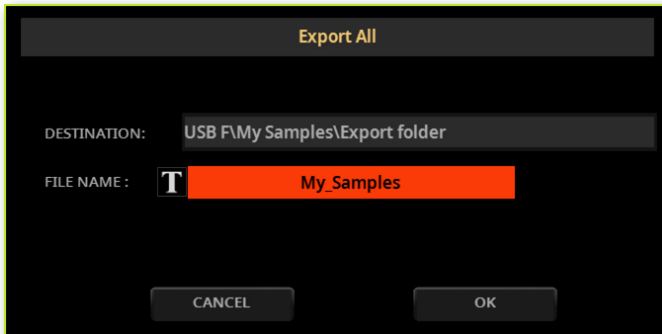 Export All
DESTINATION: USB F\My Samples\Export folder
FILE NAME : T My_Samples
CANCEL OK